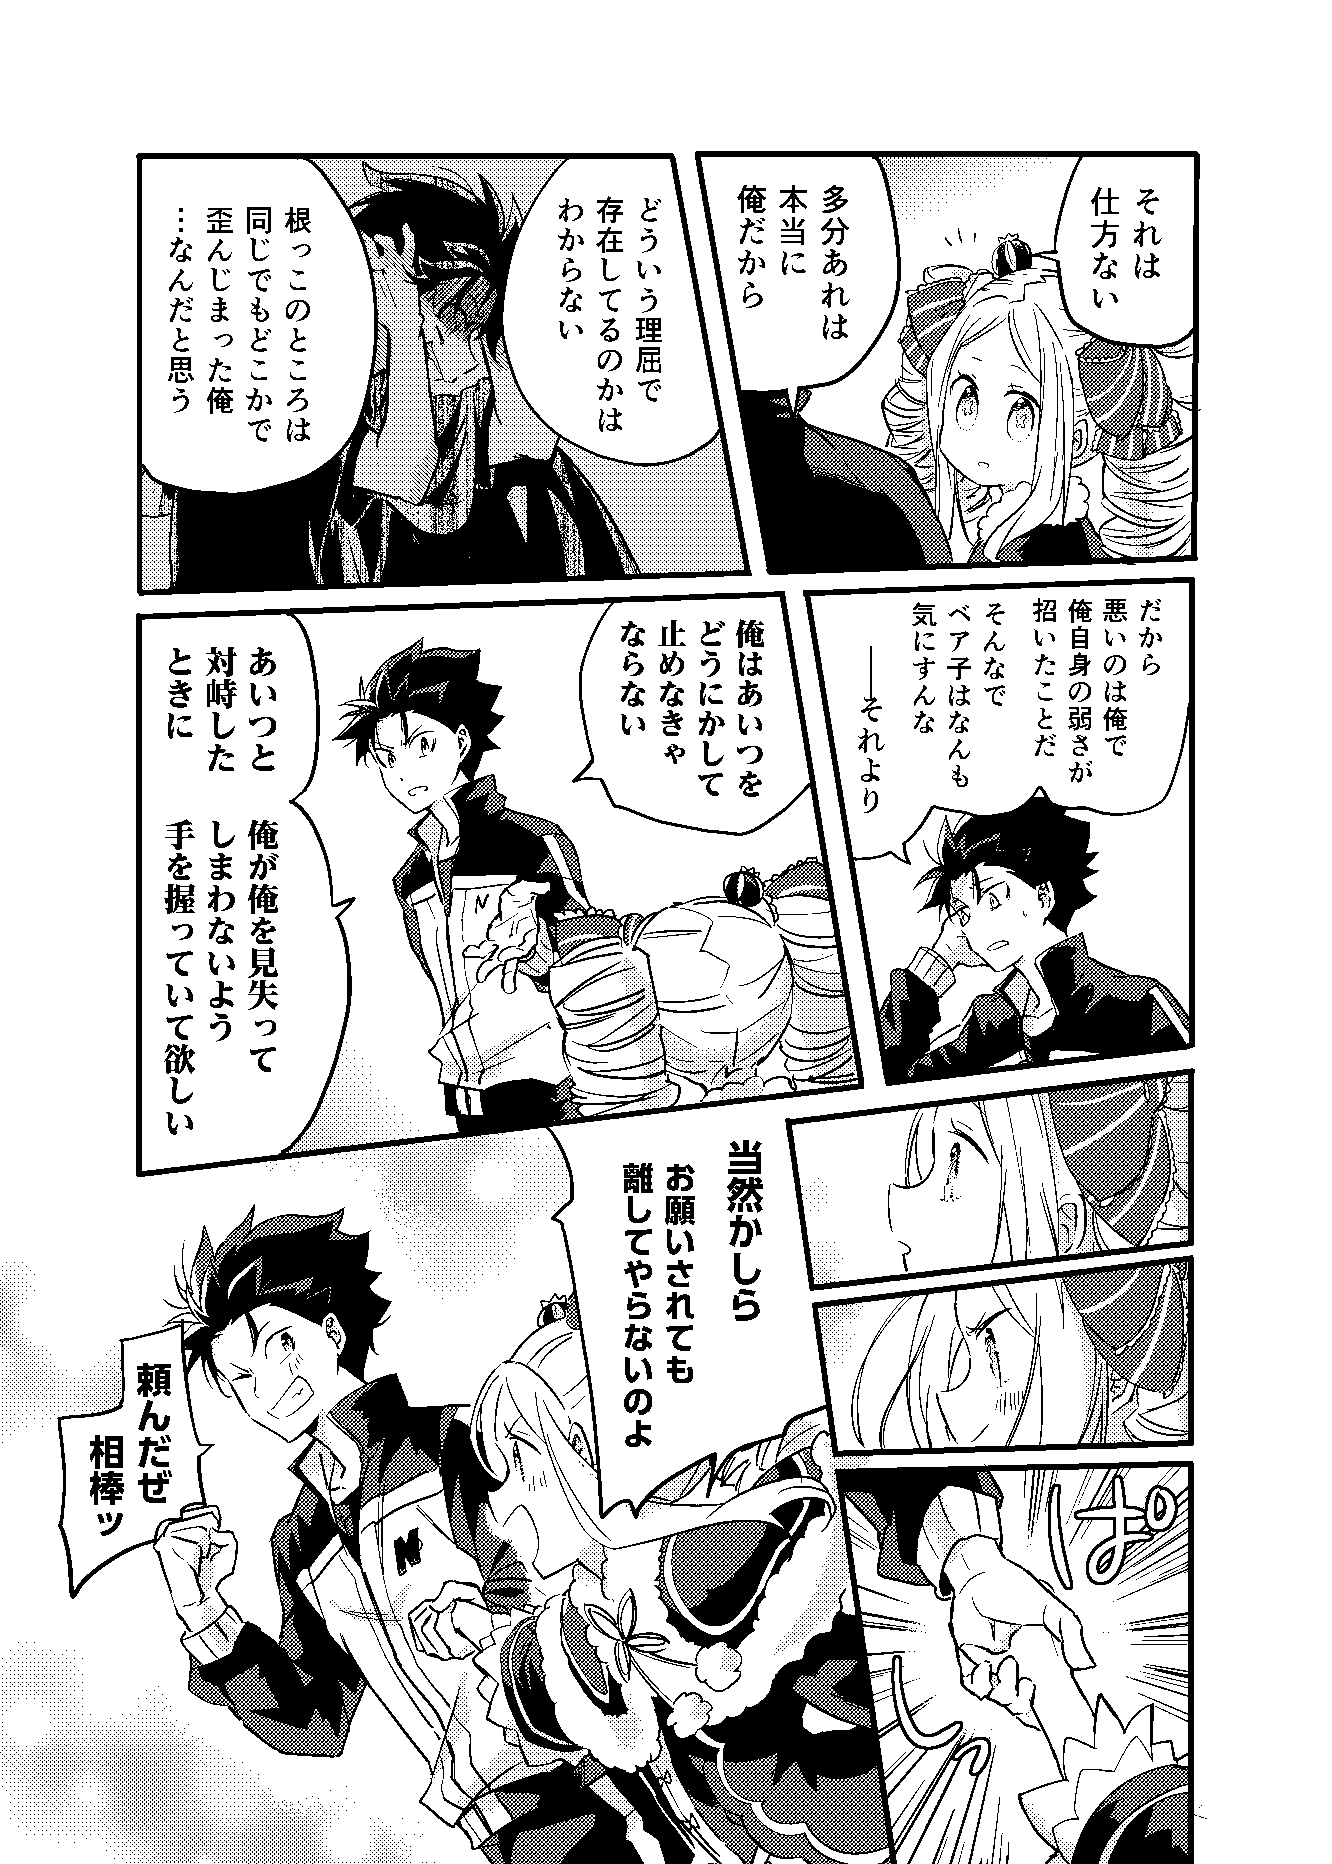 それは
仕方ない
多分あれは
本当に
俺だから
どういう理屈で
存在してるのかは
わからない
根っこのところは
同じでもどこかで
歪んじまった俺
…なんだと思う
だから
悪いのは俺で
俺自身の弱さが
招いたことだ
そんなで
ベア子はなんも
気にすんな
──それより
俺はあいつを
どうにかして
止めなきゃ
ならない
あいつと
対峙した
ときに
俺が俺を見失って
しまわないよう
手を握っていて欲しい
ぱし
ぎゅっ
当然かしら
お願いされても
離してやらないのよ
頼んだぜ
相棒ッ